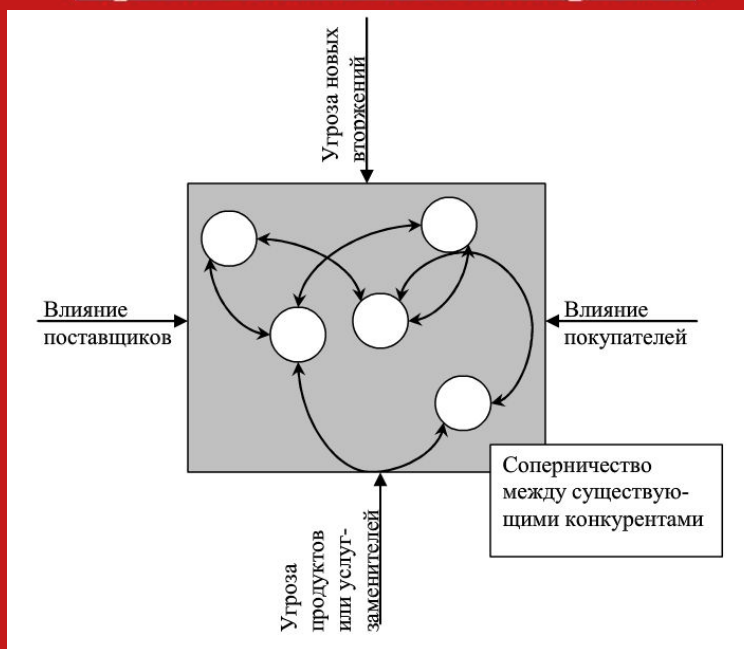 Угроза новых
вторжений
Влияние
поставщиков
Влияние
покупателей
Соперничество
между существую-
щими конкурентами
Угроза
продуктов
или услуг-
заменителей